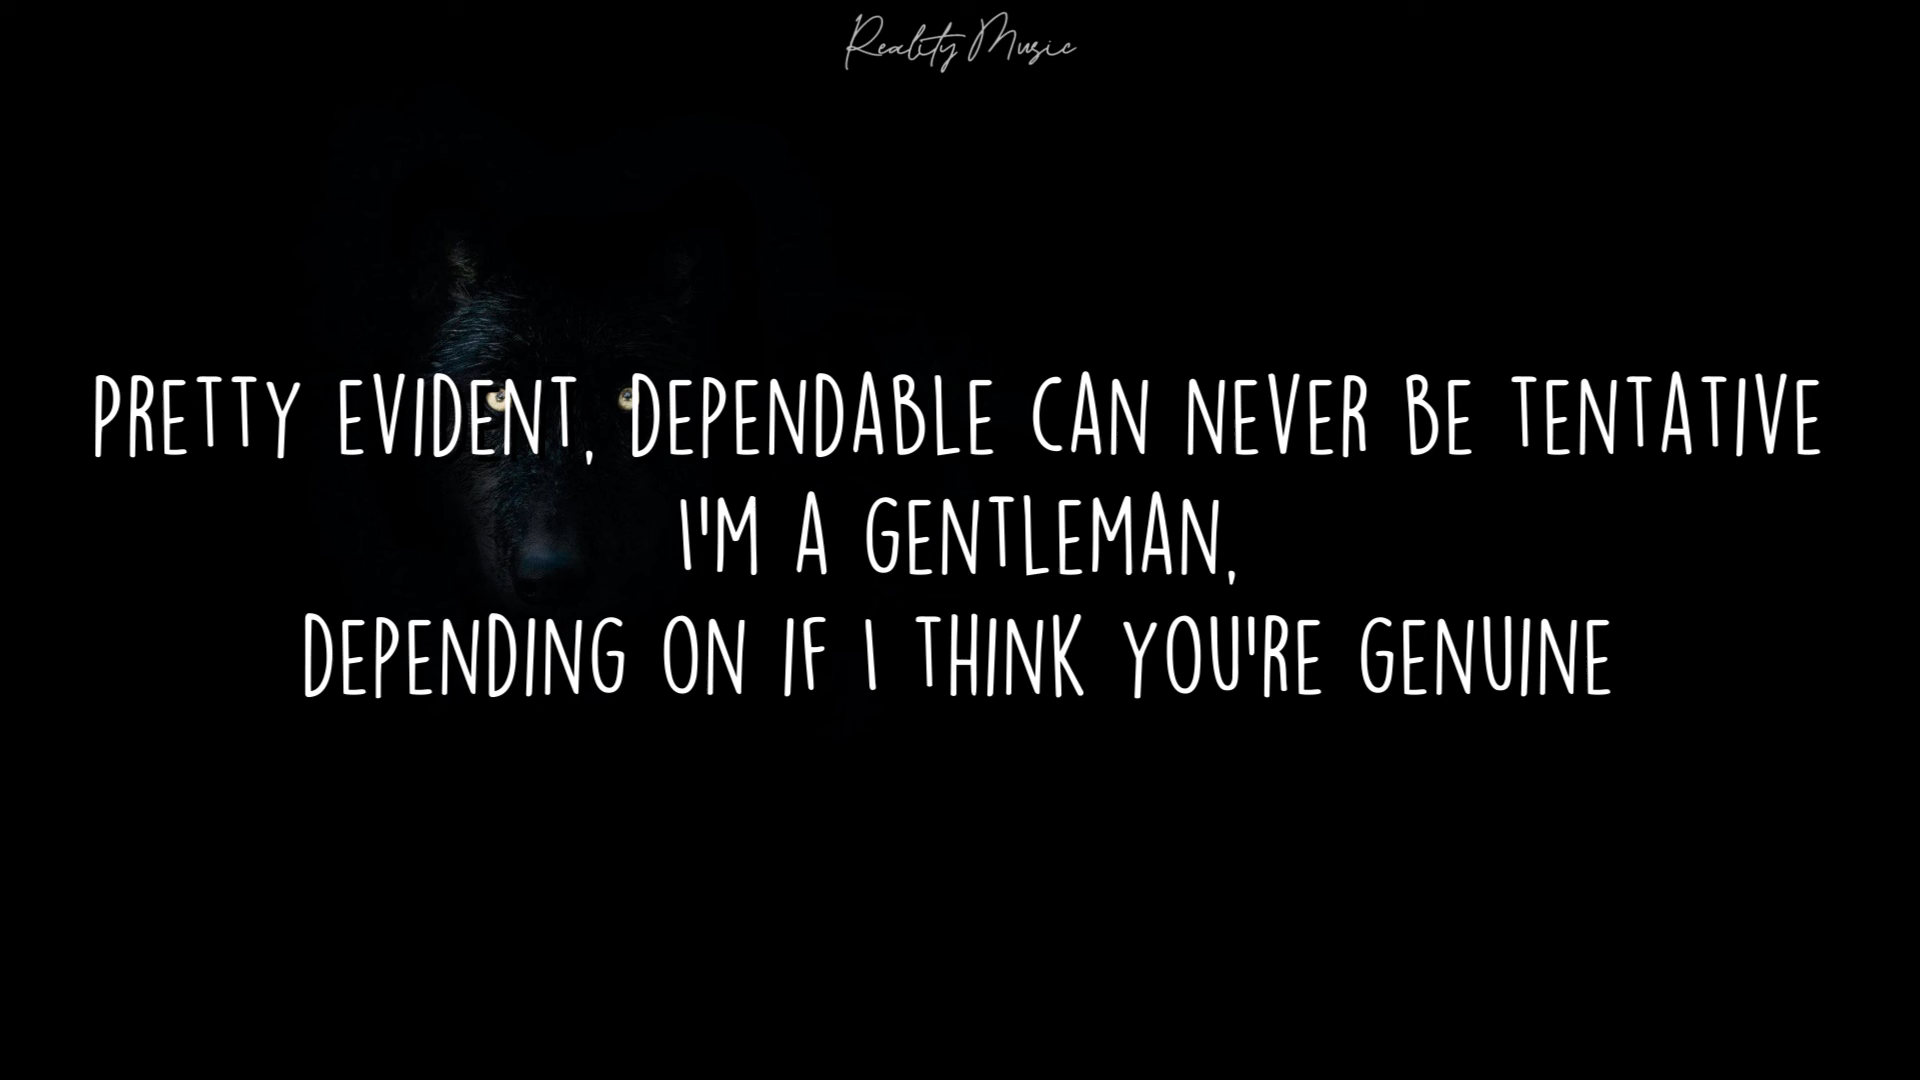 Reality Music
PRETTY EVIDENT, DEPENDABLE CAN NEVER BE TENTATIVE
I'M A GENTLEMAN,
DEPENDING ON IF I THINK YOU'RE GENUINE